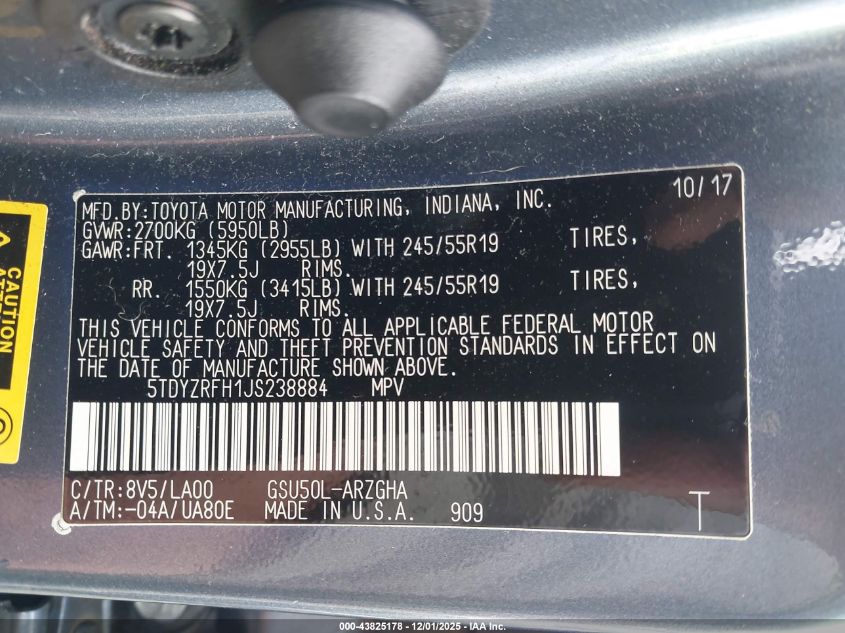 10/17
MFD.BY:TOYOTA MOTOR MANUFACTURING, INDIANA, INC.
GVWR:2700KG (5950LB)
GAWR:FRT. 1345KG (2955LB) WITH 245/55R19 TIRES,
19X7.5J RIMS.
RR. 1550KG (3415LB) WITH 245/55R19 TIRES,
19X7.5J RIMS.
THIS VEHICLE CONFORMS TO ALL APPLICABLE FEDERAL MOTOR
VEHICLE SAFETY AND THEFT PREVENTION STANDARDS IN EFFECT ON
THE DATE OF MANUFACTURE SHOWN ABOVE.
5TDYZRFH1JS238884 MPV
C/TR:8V5/LA00 GSU50L-ARZGHA
A/TM:-04A/UA80E MADE IN U.S.A. 909
T
CAUTION
000-43825178 - 12/01/2025 - IAA Inc.